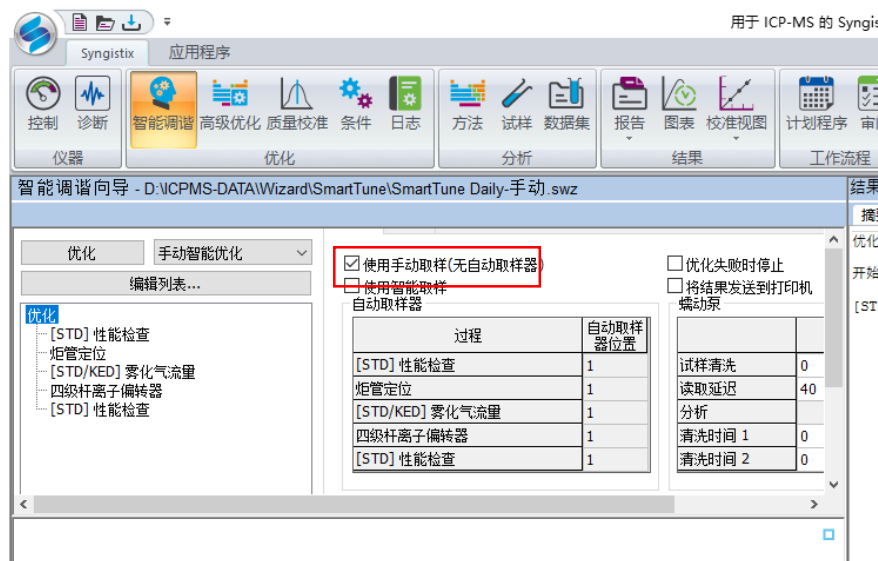 用于 ICP-MS 的 Syngis
Syngistix 应用程序
控制 诊断 智能调谐 高级优化 质量校准 条件 日志 方法 试样 数据集 报告 图表 校准视图 计划程序 审
仪器 优化 分析 结果 工作流程
智能调谐向导 - D:\ICPMS-DATA\Wizard\SmartTune\SmartTune Daily-手动.swz
结果
摘
优化 手动智能优化
编辑列表...
优化
[STD] 性能检查
炬管定位
[STD/KED] 雾化气流量
四级杆离子偏转器
[STD] 性能检查
使用手动取样(无自动取样器)
使用智能取样
优化失败时停止
将结果发送到打印机
自动取样器
过程 自动取样器位置
[STD] 性能检查 1
炬管定位 1
[STD/KED] 雾化气流量 1
四级杆离子偏转器 1
[STD] 性能检查 1
蠕动泵
试样清洗 0
读取延迟 40
分析
清洗时间 1 0
清洗时间 2 0
优化
开始
[ST